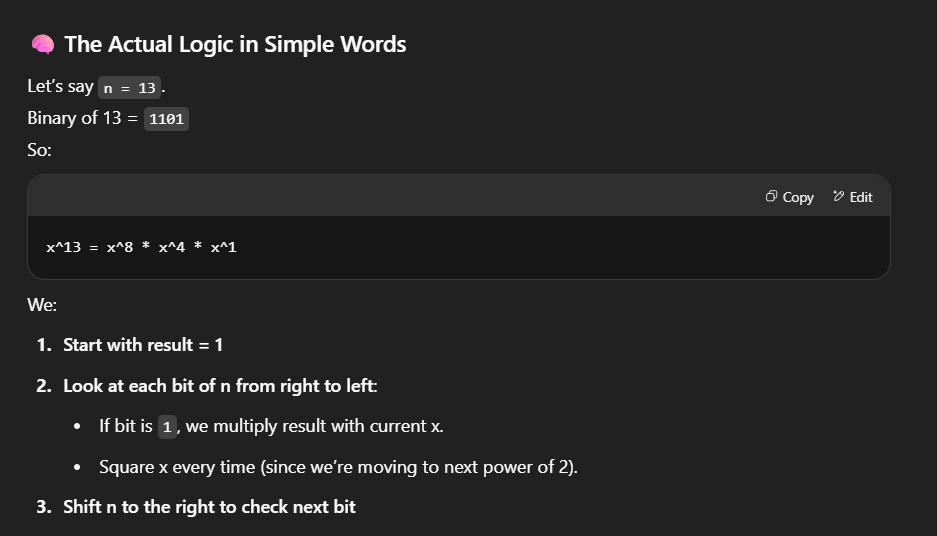 🧠 The Actual Logic in Simple Words
Let's say n = 13.
Binary of 13 = 1101
So:
Copy Edit
x^13 = x^8 * x^4 * x^1
We:
1. Start with result = 1
2. Look at each bit of n from right to left:
• If bit is 1, we multiply result with current x.
• Square x every time (since we're moving to next power of 2).
3. Shift n to the right to check next bit